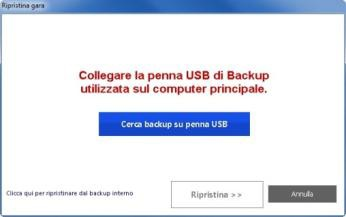 Ripristina gara
Collegare la penna USB di Backup
utilizzata sul computer principale.
Cerca backup su penna USB
Clicca qui per ripristinare dal backup interno
Ripristina >>
Annulla